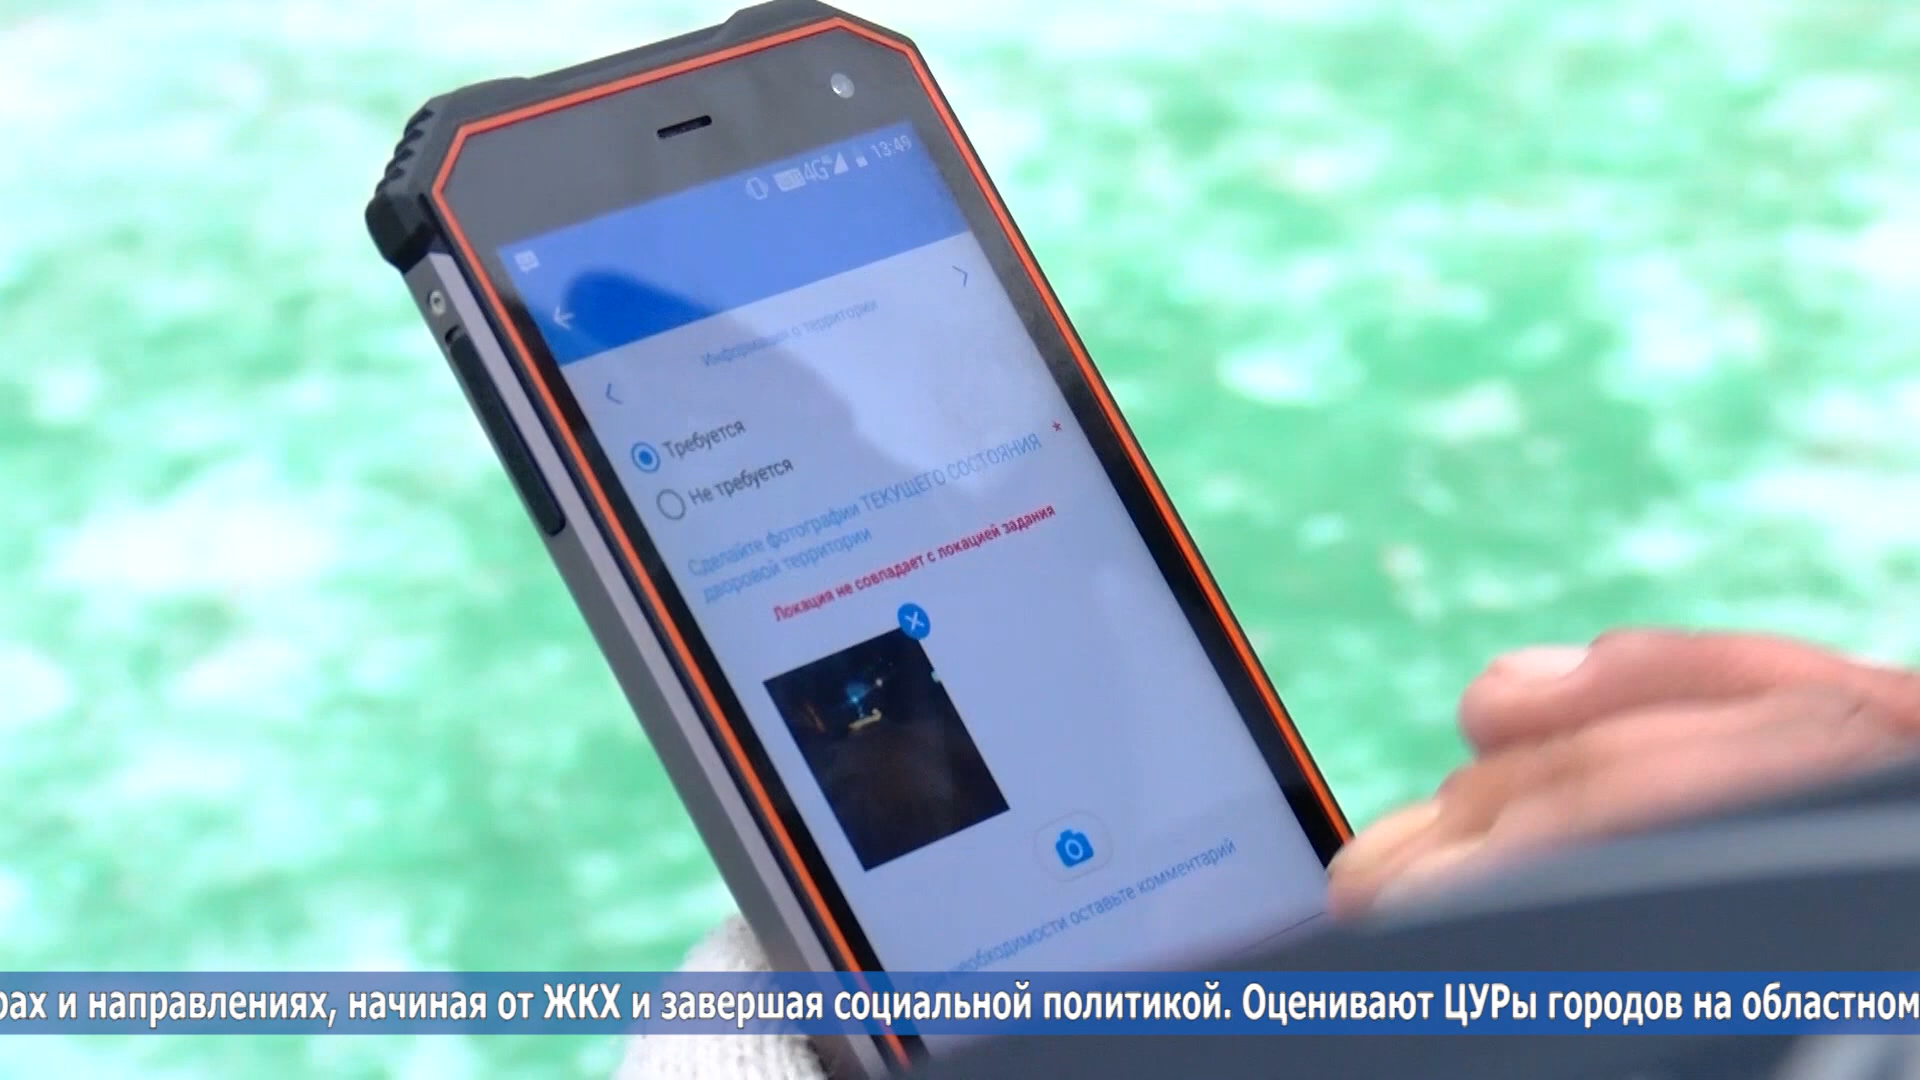 4G 13:49
Информация о территории
Требуется
Не требуется
Сделайте фотографии ТЕКУЩЕГО СОСТОЯНИЯ *
дворовой территории
Локация не совпадает с локацией задания
необходимости оставьте комментарий
рах и направлениях, начиная от ЖКХ и завершая социальной политикой. Оценивают ЦУРы городов на областном